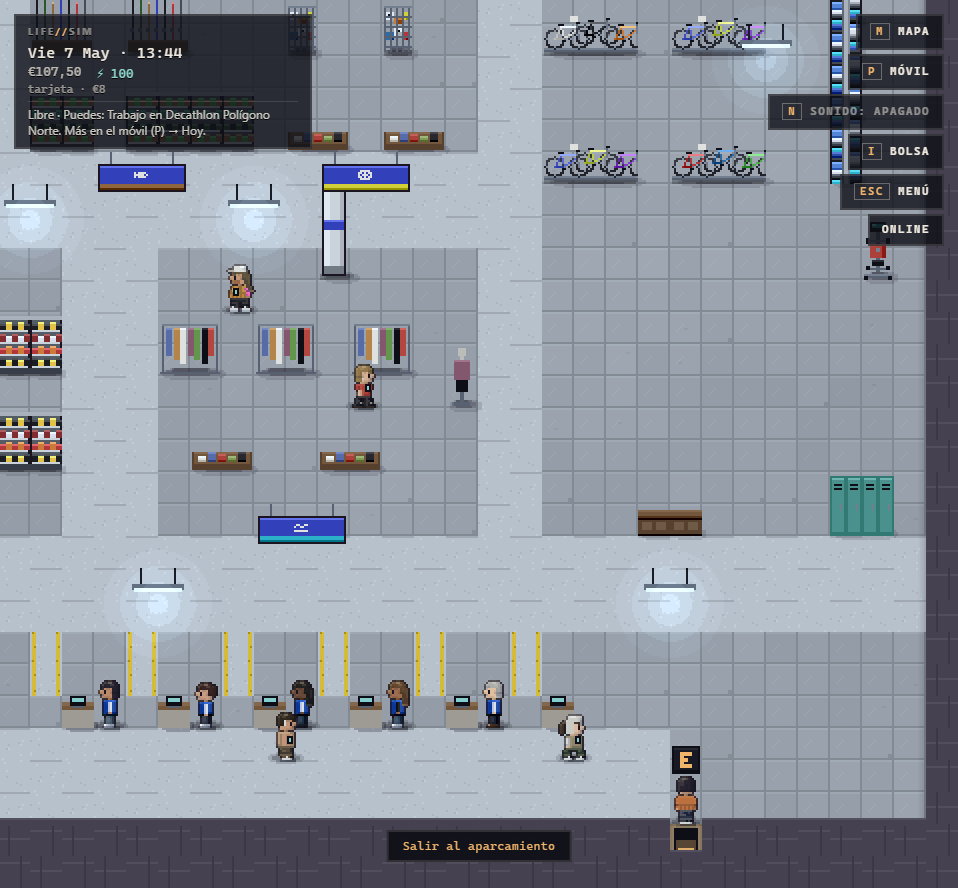 LIFE//SIM
Vie 7 May · 13:44
€107,50 ⚡ 100
tarjeta · €8
Libre · Puedes: Trabajo en Decathlon Polígono
Norte. Más en el móvil (P) → Hoy.
M MAPA
P MÓVIL
N SONIDO: APAGADO
I BOLSA
ESC MENÚ
ONLINE
E
Salir al aparcamiento